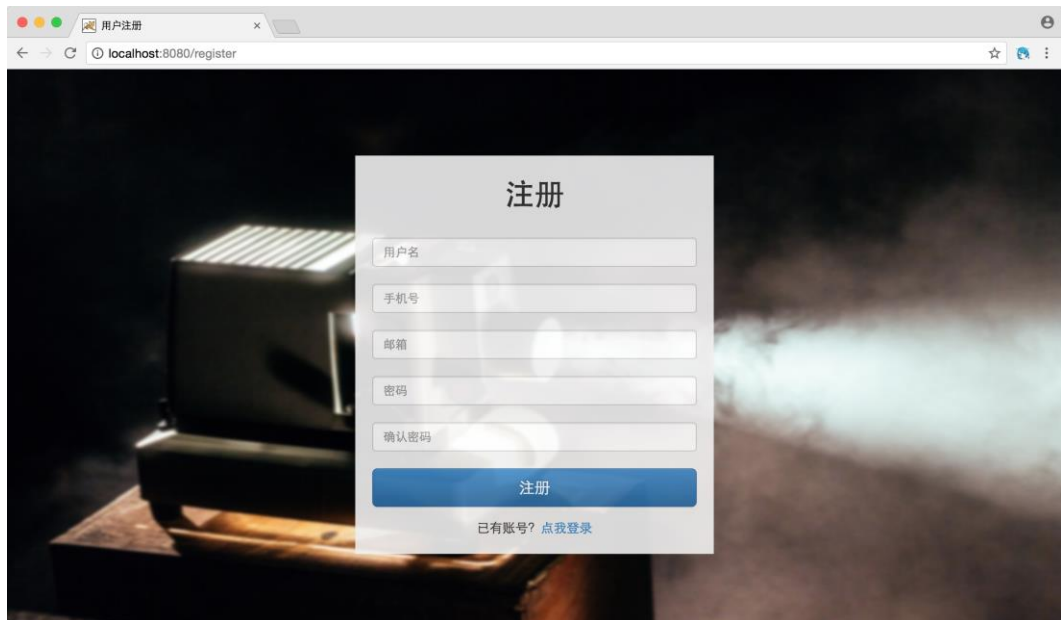 用户注册
localhost:8080/register
注册
用户名
手机号
邮箱
密码
确认密码
注册
已有账号? 点我登录